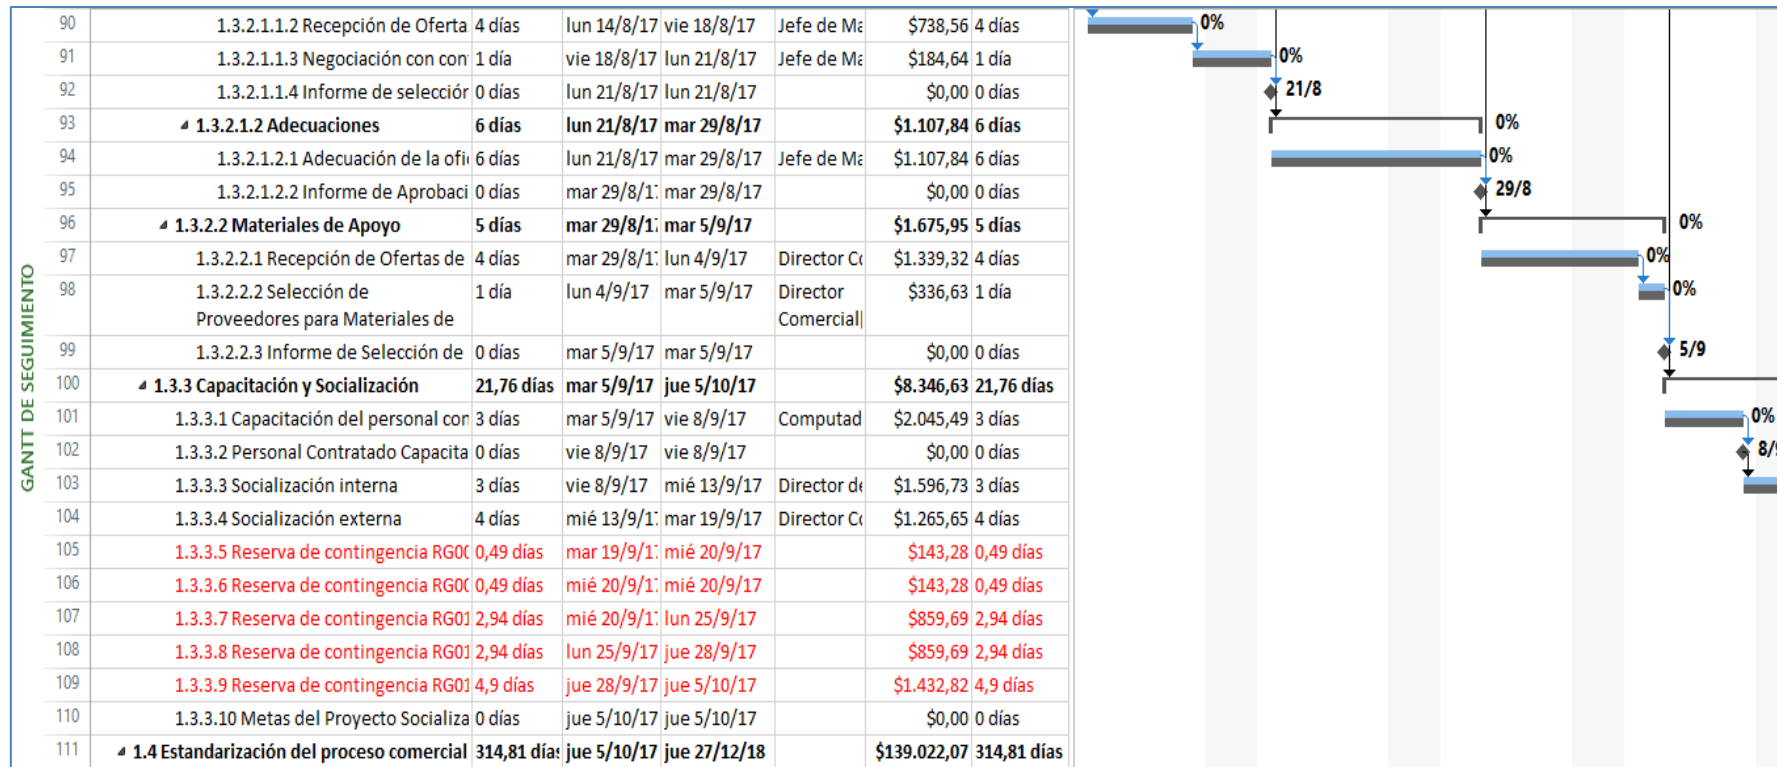 GANTT DE SEGUIMIENTO
90 1.3.2.1.1.2 Recepción de Oferta 4 días lun 14/8/17 vie 18/8/17 Jefe de Ma $738,56 4 días 0%
91 1.3.2.1.1.3 Negociación con con 1 día vie 18/8/17 lun 21/8/17 Jefe de Ma $184,64 1 día 0%
92 1.3.2.1.1.4 Informe de selección 0 días lun 21/8/17 lun 21/8/17 $0,00 0 días 21/8
93 1.3.2.1.2 Adecuaciones 6 días lun 21/8/17 mar 29/8/17 $1.107,84 6 días 0%
94 1.3.2.1.2.1 Adecuación de la ofi 6 días lun 21/8/17 mar 29/8/17 Jefe de Ma $1.107,84 6 días 0%
95 1.3.2.1.2.2 Informe de Aprobaci 0 días mar 29/8/1 mar 29/8/17 $0,00 0 días 29/8
96 1.3.2.2 Materiales de Apoyo 5 días mar 29/8/1 mar 5/9/17 $1.675,95 5 días 0%
97 1.3.2.2.1 Recepción de Ofertas de 4 días mar 29/8/1 lun 4/9/17 Director Co $1.339,32 4 días 0%
98 1.3.2.2.2 Selección de 1 día lun 4/9/17 mar 5/9/17 Director $336,63 1 día 0%
Proveedores para Materiales de Comercial[
99 1.3.2.2.3 Informe de Selección de 0 días mar 5/9/17 mar 5/9/17 $0,00 0 días 5/9
100 1.3.3 Capacitación y Socialización 21,76 días mar 5/9/17 jue 5/10/17 $8.346,63 21,76 días
101 1.3.3.1 Capacitación del personal con 3 días mar 5/9/17 vie 8/9/17 Computad $2.045,49 3 días 0%
102 1.3.3.2 Personal Contratado Capacita 0 días vie 8/9/17 vie 8/9/17 $0,00 0 días 8/9
103 1.3.3.3 Socialización interna 3 días vie 8/9/17 mié 13/9/17 Director de $1.596,73 3 días
104 1.3.3.4 Socialización externa 4 días mié 13/9/1 mar 19/9/17 Director Co $1.265,65 4 días
105 1.3.3.5 Reserva de contingencia RG00 0,49 días mar 19/9/1 mié 20/9/17 $143,28 0,49 días
106 1.3.3.6 Reserva de contingencia RG00 0,49 días mié 20/9/1 mié 20/9/17 $143,28 0,49 días
107 1.3.3.7 Reserva de contingencia RG01 2,94 días mié 20/9/1 lun 25/9/17 $859,69 2,94 días
108 1.3.3.8 Reserva de contingencia RG01 2,94 días lun 25/9/17 jue 28/9/17 $859,69 2,94 días
109 1.3.3.9 Reserva de contingencia RG01 4,9 días jue 28/9/17 jue 5/10/17 $1.432,82 4,9 días
110 1.3.3.10 Metas del Proyecto Socializa 0 días jue 5/10/17 jue 5/10/17 $0,00 0 días
111 1.4 Estandarización del proceso comercial 314,81 días jue 5/10/17 jue 27/12/18 $139.022,07 314,81 días